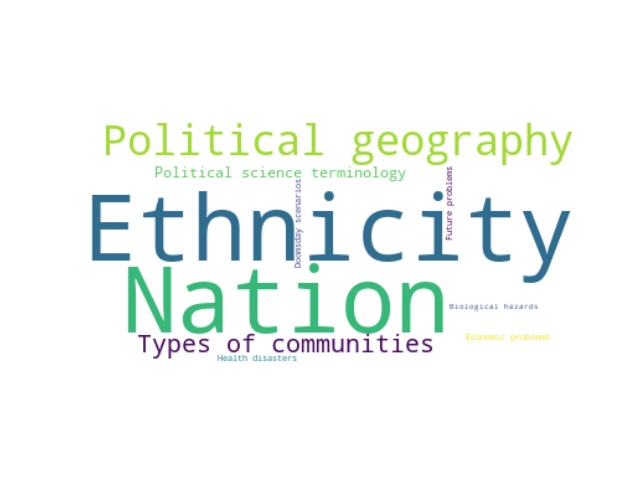 Political geography
Political science terminology
Doomsday scenarios
Future problems
Ethnicity
Nation
Biological hazards
Types of communities
Economic problems
Health disasters